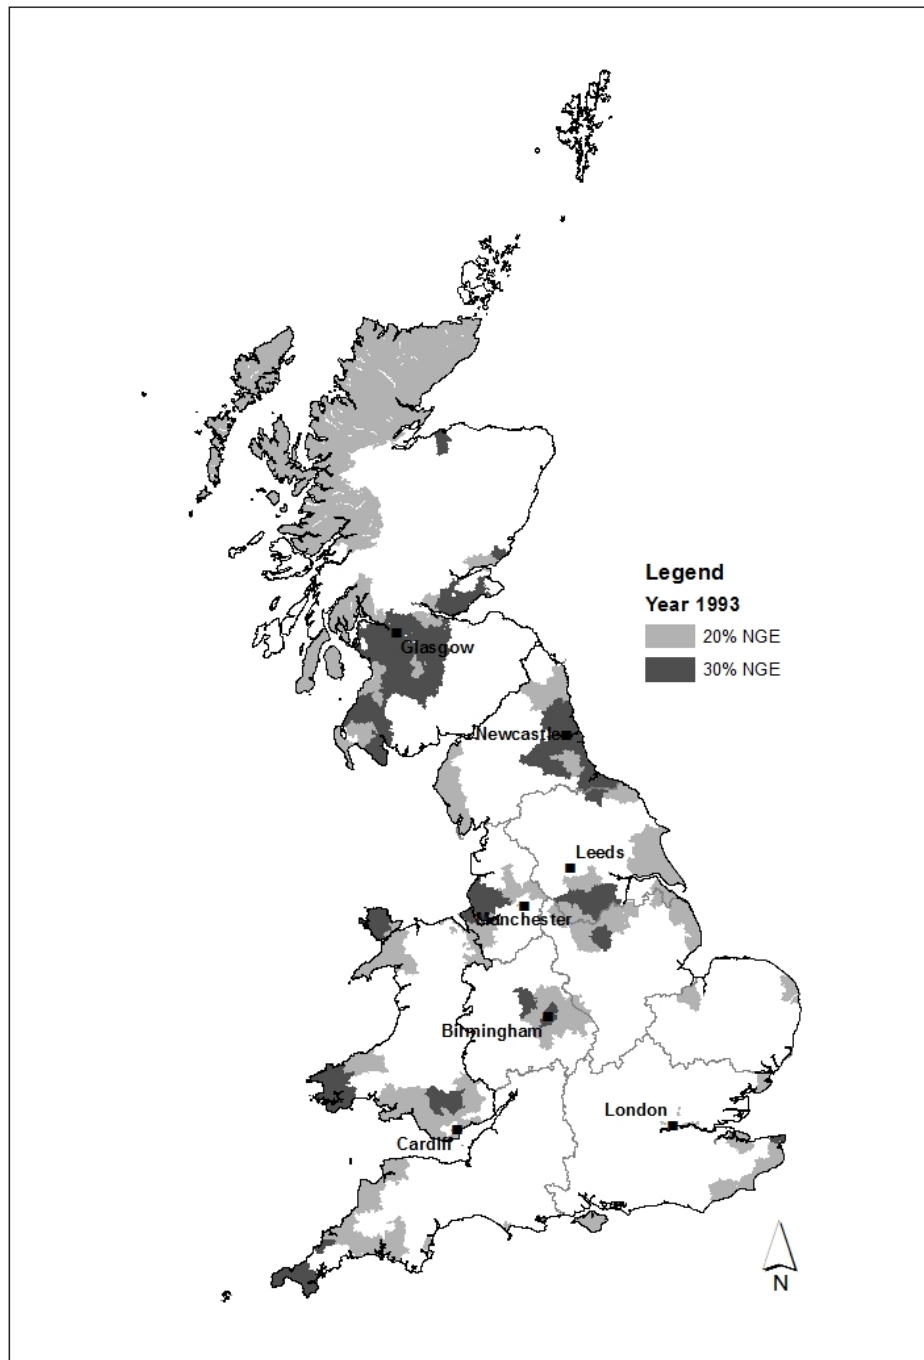 Legend
Year 1993
20% NGE
30% NGE
Glasgow
Newcastle
Leeds
Manchester
Birmingham
London
Cardiff
N